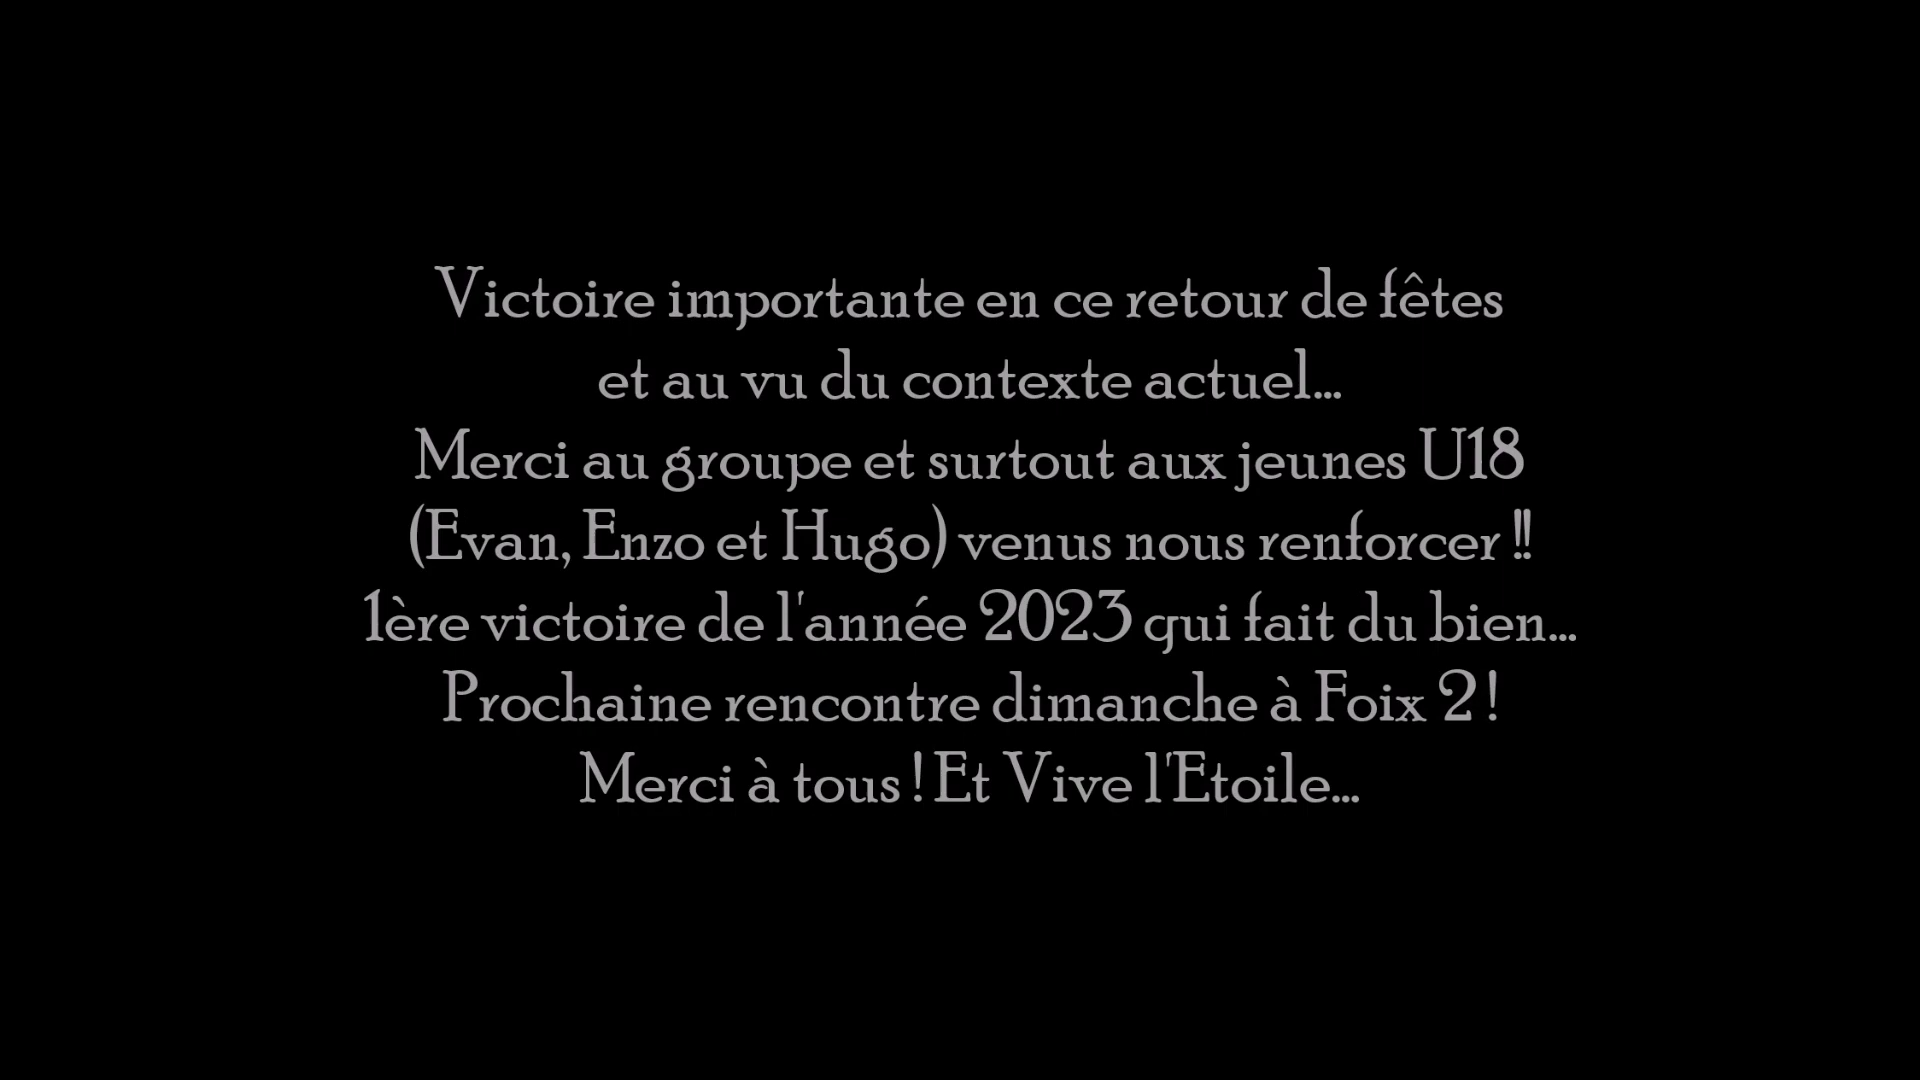 Victoire importante en ce retour de fêtes
et au vu du contexte actuel...
Merci au groupe et surtout aux jeunes U18
(Evan, Enzo et Hugo) venus nous renforcer !!
1ère victoire de l'année 2023 qui fait du bien...
Prochaine rencontre dimanche à Foix 2 !
Merci à tous ! Et Vive l'Etoile...